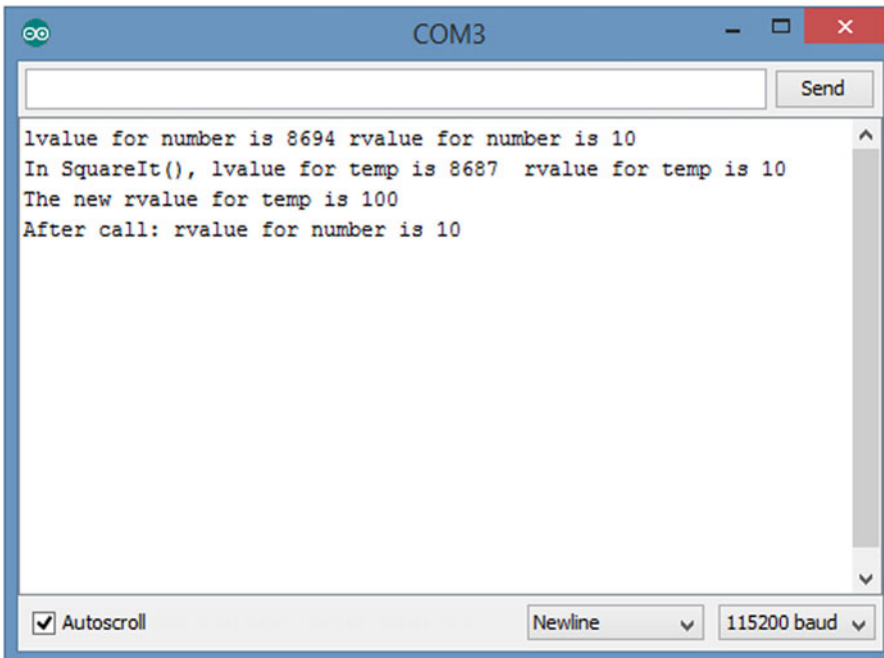 COM3
Send
lvalue for number is 8694 rvalue for number is 10
In SquareIt(), lvalue for temp is 8687  rvalue for temp is 10
The new rvalue for temp is 100
After call: rvalue for number is 10
Autoscroll
Newline
115200 baud